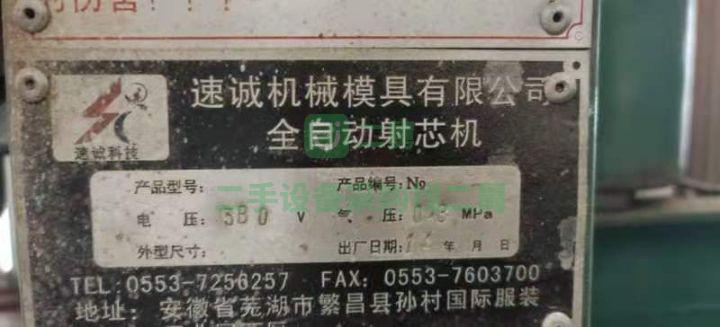 速诚机械模具有限公司
全自动射芯机
速诚科技
产品型号: 产品编号:No
电 压: 380 V 气 压: MPa
外型尺寸: 出厂日期: 年 月 日
TEL:0553-7256257 FAX: 0553-7603700
地址: 安徽省芜湖市繁昌县孙村国际服装